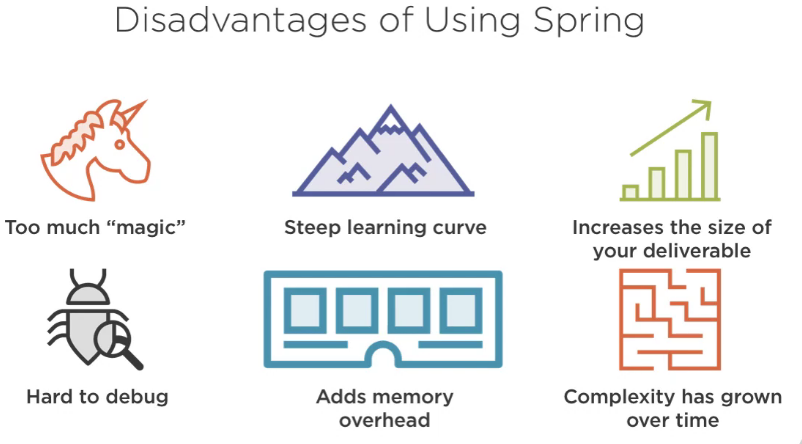 Disadvantages of Using Spring
Too much “magic”
Steep learning curve
Increases the size of
your deliverable
Hard to debug
Adds memory
overhead
Complexity has grown
over time